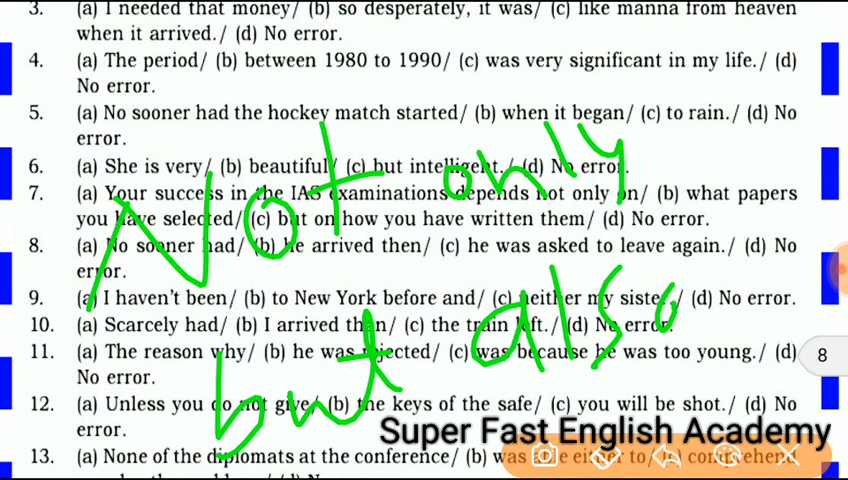 3. (a) I needed that money/ (b) so desperately, it was/ (c) like manna from heaven
when it arrived./ (d) No error.
4. (a) The period/ (b) between 1980 to 1990/ (c) was very significant in my life./ (d)
No error.
5. (a) No sooner had the hockey match started/ (b) when it began/ (c) to rain./ (d) No
error.
6. (a) She is very/ (b) beautiful/ (c) but intelligent./ (d) No error.
7. (a) Your success in the IAS examinations depends not only on/ (b) what papers
you have selected/ (c) but on how you have written them/ (d) No error.
8. (a) No sooner had/ (b) he arrived then/ (c) he was asked to leave again./ (d) No
error.
9. (a) I haven't been/ (b) to New York before and/ (c) neither my sister./ (d) No error.
10. (a) Scarcely had/ (b) I arrived than/ (c) the train left./ (d) No error.
11. (a) The reason why/ (b) he was rejected/ (c) was because he was too young./ (d)
No error.
12. (a) Unless you do not give/ (b) the keys of the safe/ (c) you will be shot./ (d) No
error.
13. (a) None of the diplomats at the conference/ (b) was able either to/ (c) comprehend
Not only
but also
8
Super Fast English Academy